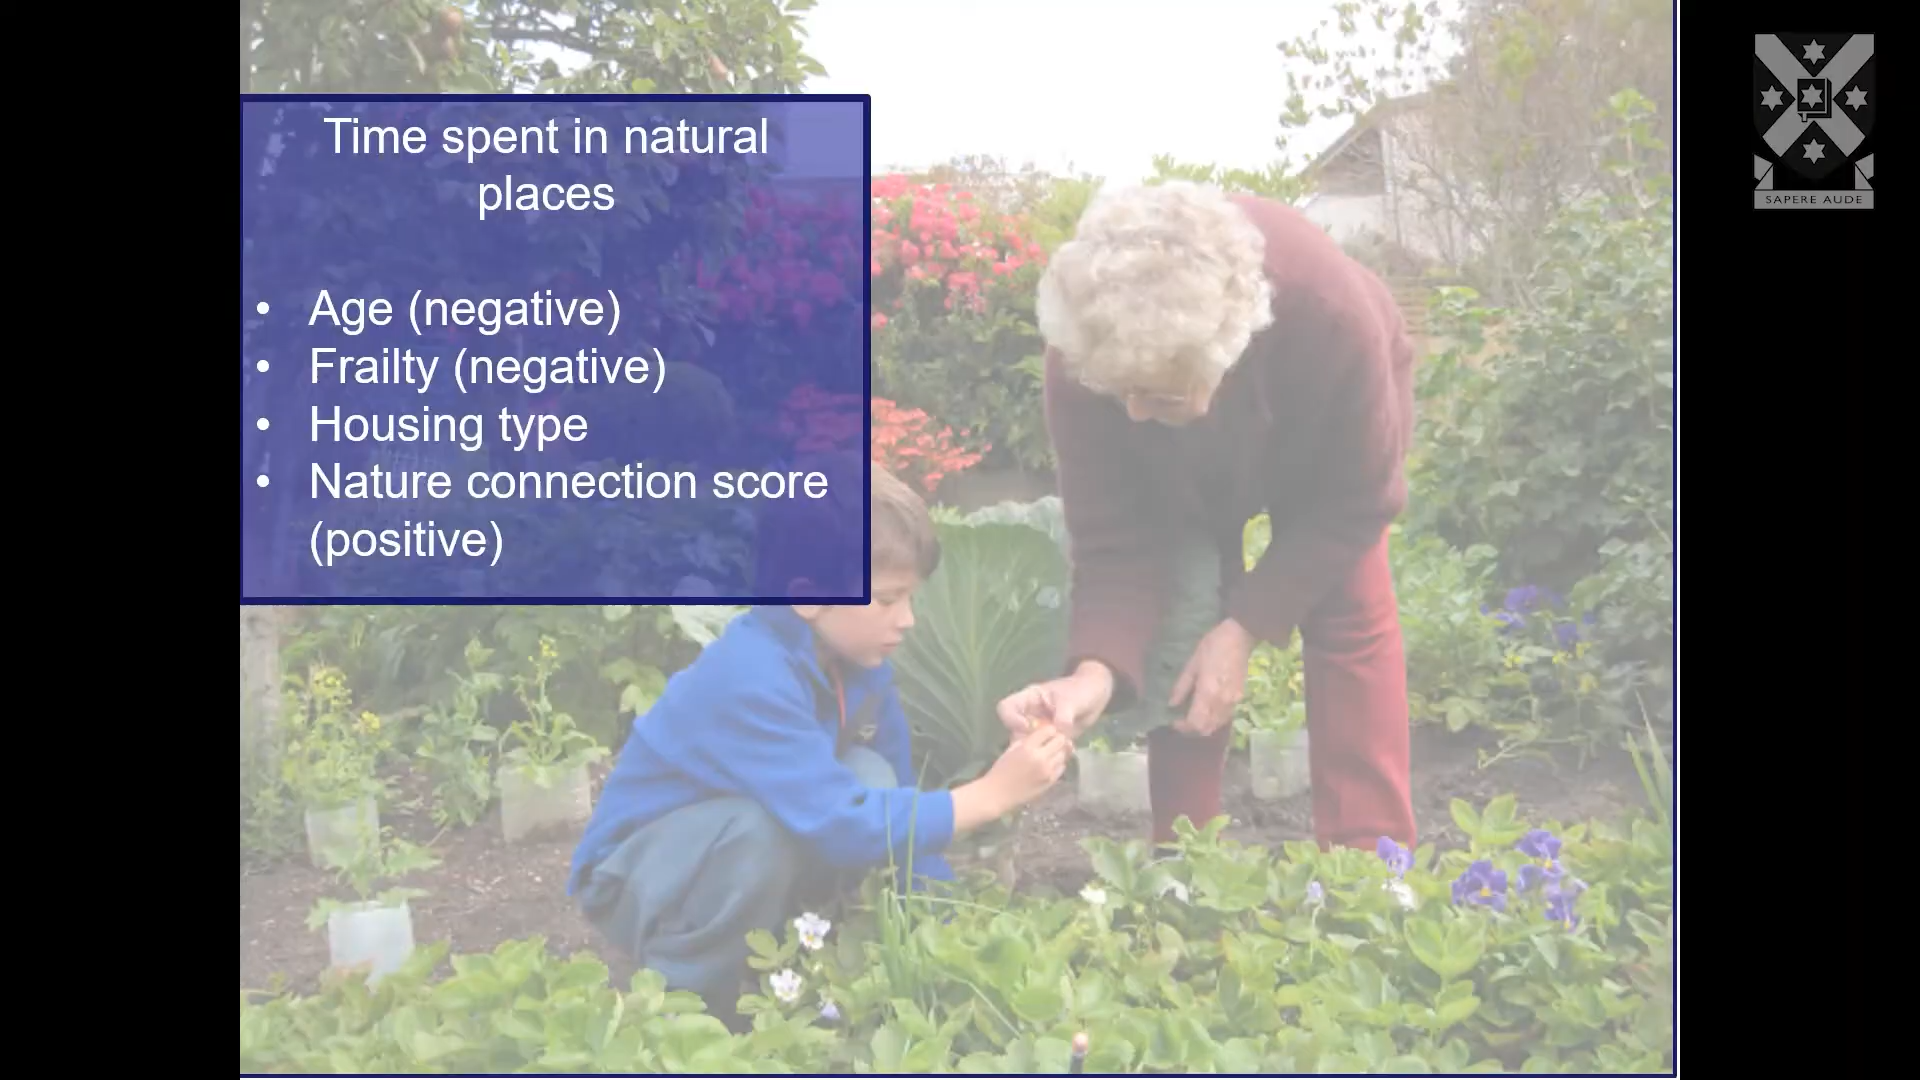 Time spent in natural
places
• Age (negative)
• Frailty (negative)
• Housing type
• Nature connection score
(positive)
SAPERE AUDE